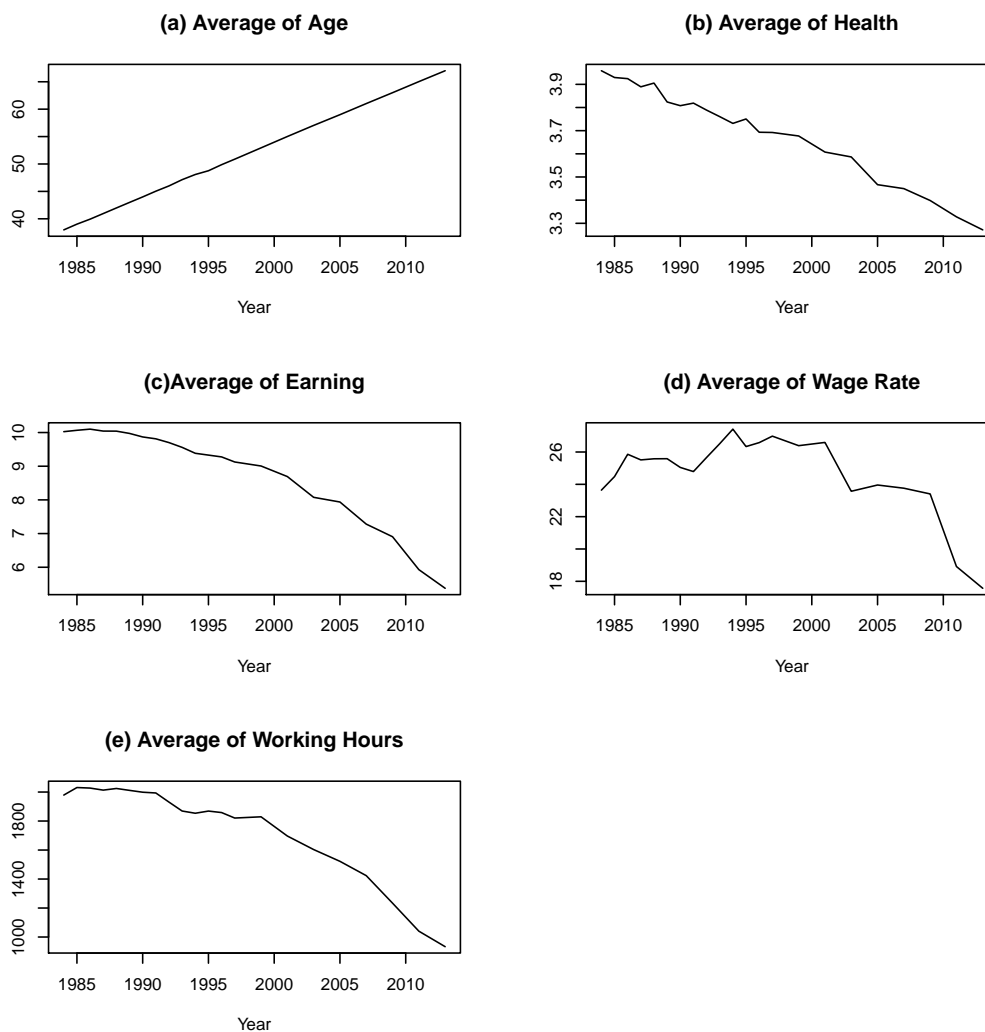 (a) Average of Age
60
50
40
1985 1990 1995 2000 2005 2010
Year
(b) Average of Health
3.9
3.7
3.5
3.3
1985 1990 1995 2000 2005 2010
Year
(c)Average of Earning
10
9
8
7
6
1985 1990 1995 2000 2005 2010
Year
(d) Average of Wage Rate
26
22
18
1985 1990 1995 2000 2005 2010
Year
(e) Average of Working Hours
1800
1400
1000
1985 1990 1995 2000 2005 2010
Year